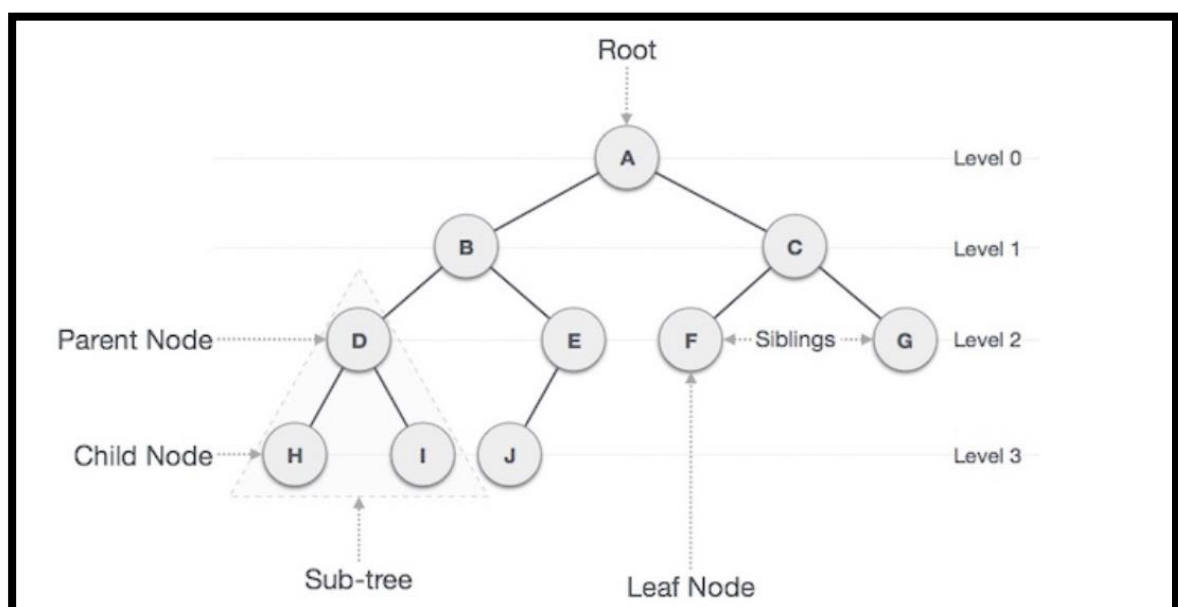 Root
A
Level 0
B
C
Level 1
Parent Node
D
E
F
Siblings
G
Level 2
Child Node
H
I
J
Level 3
Sub-tree
Leaf Node